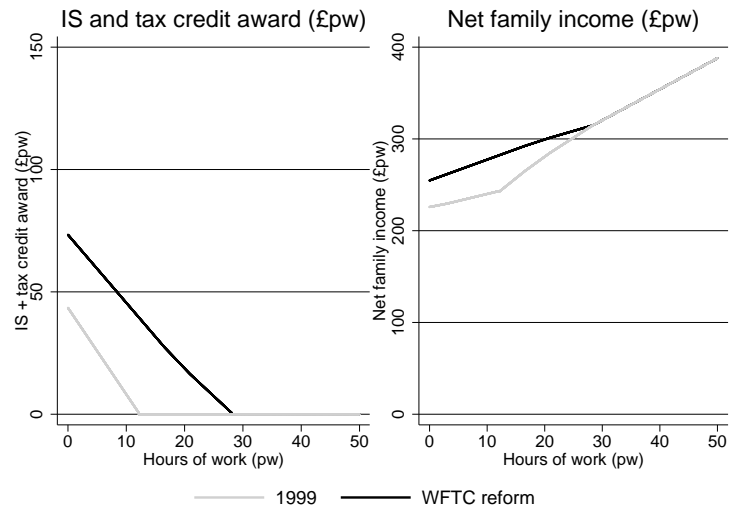 IS and tax credit award (£pw)
IS + tax credit award (£pw)
150
100
50
0
0 10 20 30 40 50
Hours of work (pw)
Net family income (£pw)
Net family income (£pw)
400
300
200
100
0
0 10 20 30 40 50
Hours of work (pw)
1999 WFTC reform